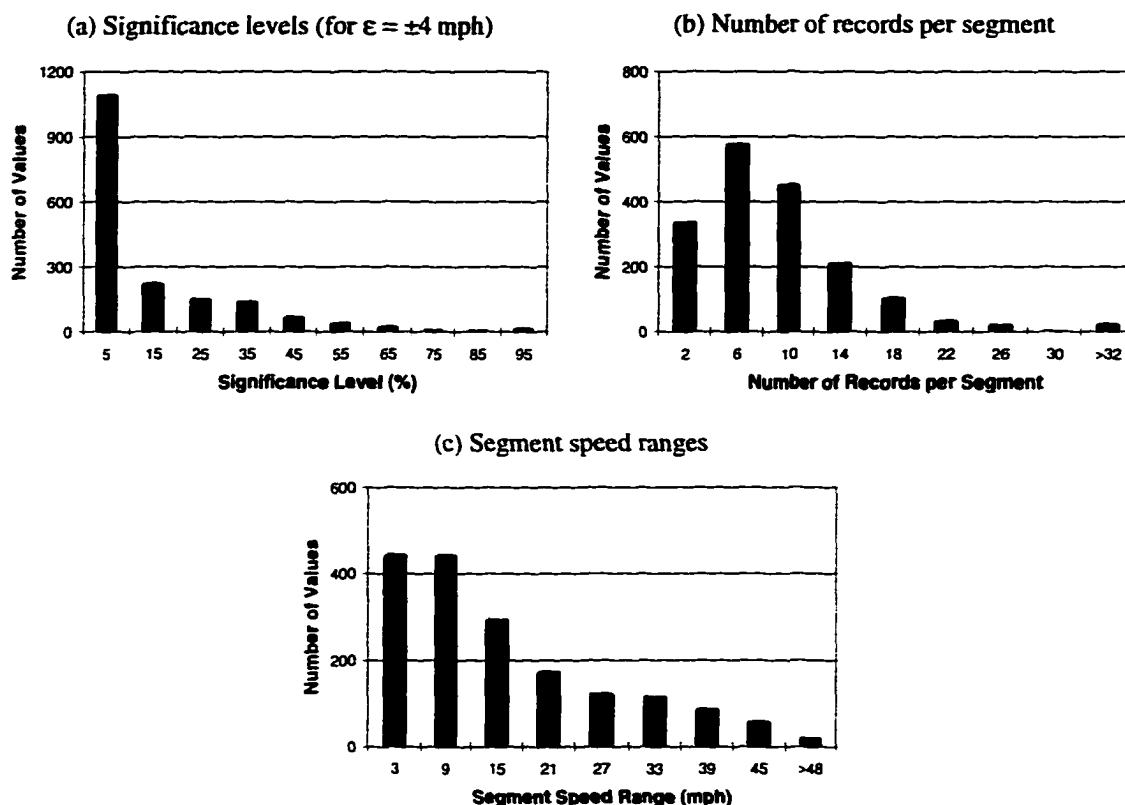 (a) Significance levels (for ε = ±4 mph)
1200
900
600
300
0
Number of Values
5 15 25 35 45 55 65 75 85 95
Significance Level (%)
(b) Number of records per segment
800
600
400
200
0
Number of Values
2 6 10 14 18 22 26 30 >32
Number of Records per Segment
(c) Segment speed ranges
600
400
200
0
Number of Values
3 9 15 21 27 33 39 45 >48
Segment Speed Range (mph)